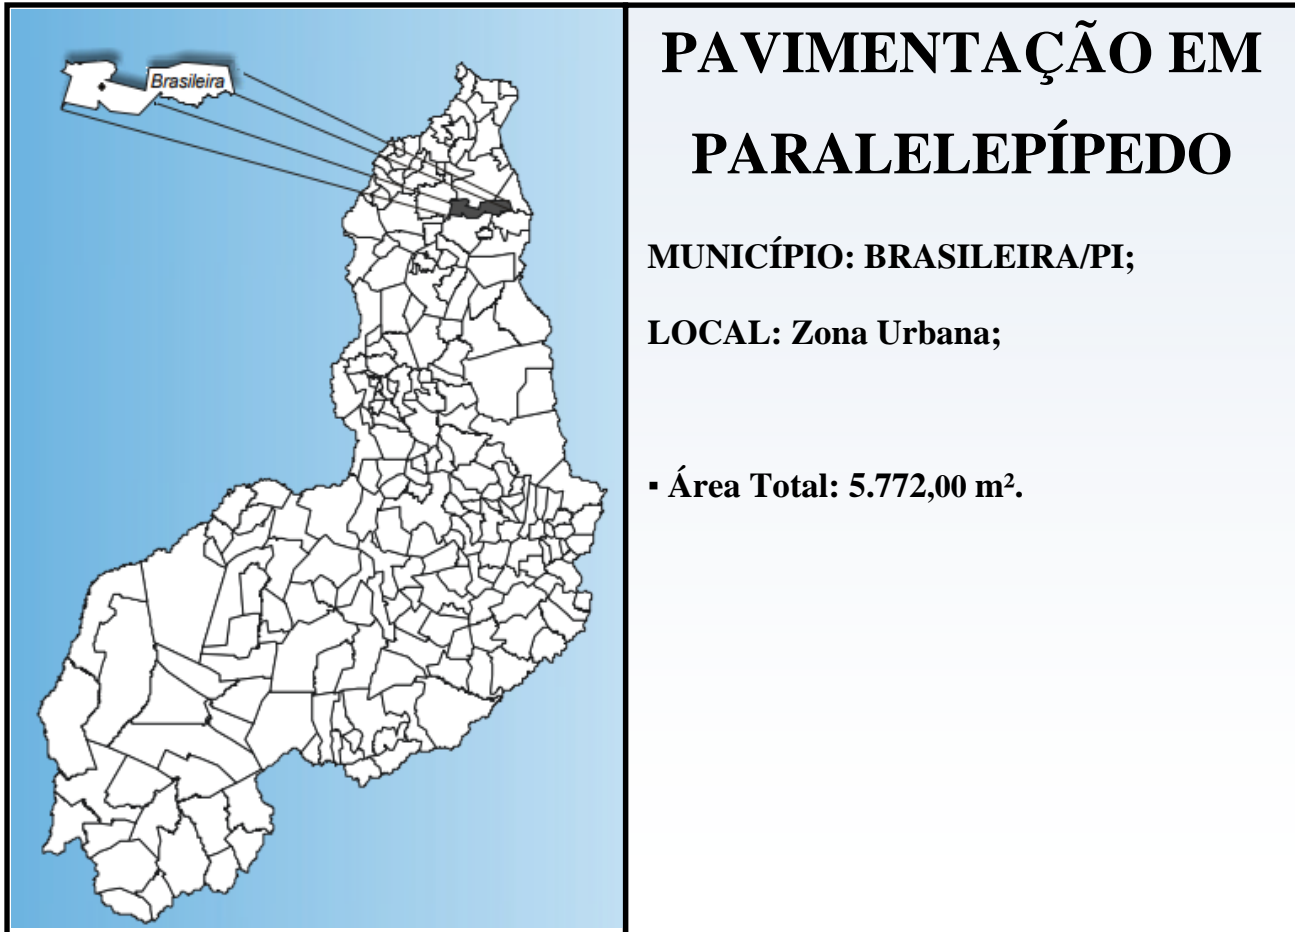 Brasileira
PAVIMENTAÇÃO EM
PARALELEPÍPEDO
MUNICÍPIO: BRASILEIRA/PI;
LOCAL: Zona Urbana;
▪ Área Total: 5.772,00 m².